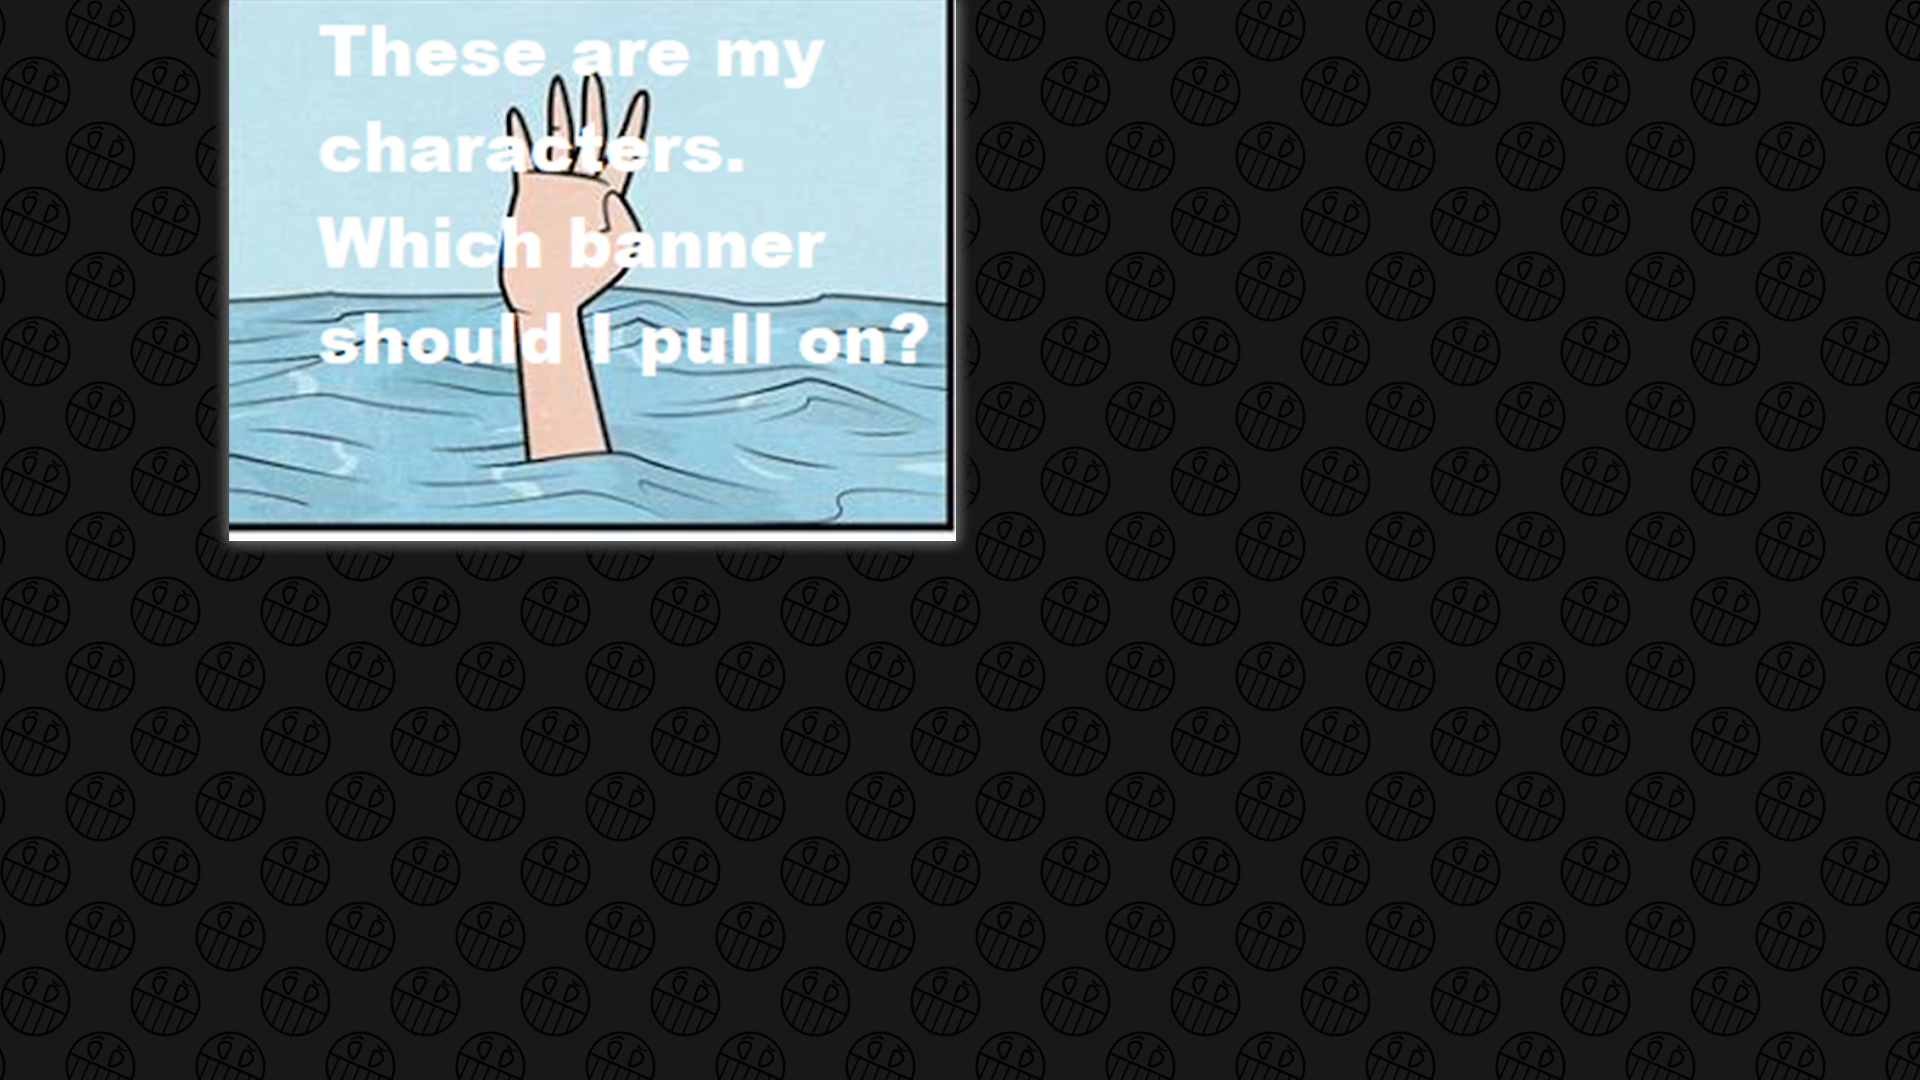 These are my
characters.
Which banner
should I pull on?